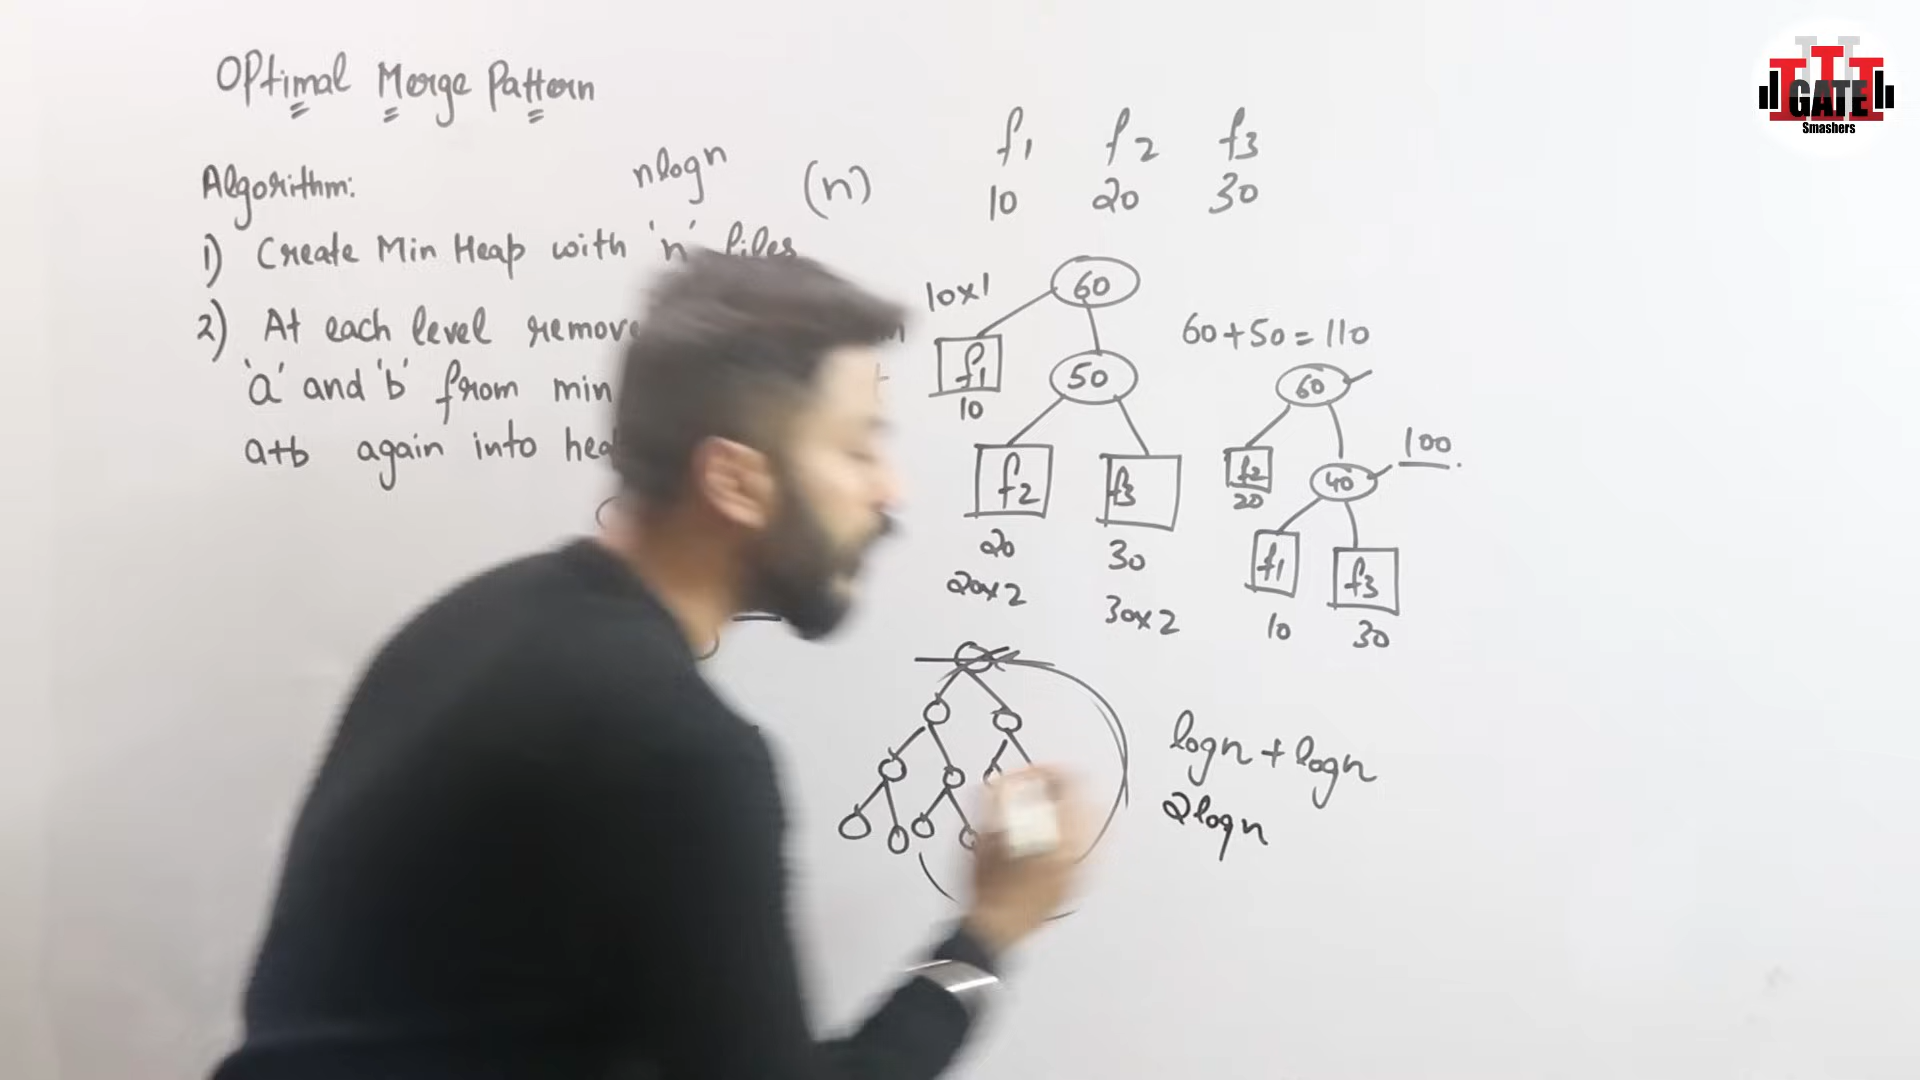 Optimal Merge Pattern
Algorithm:
nlogn (n)
1) Create Min Heap with 'n' files
2) At each level remove
'a' and 'b' from min
a+b again into hea
f1 f2 f3
10 20 30
10x1
60
f1
10
50
f2
20
20x2
f3
30
30x2
60+50=110
60
f2
20
40
100
f1
10
f3
30
logn + logn
2logn
GATE
Smashers